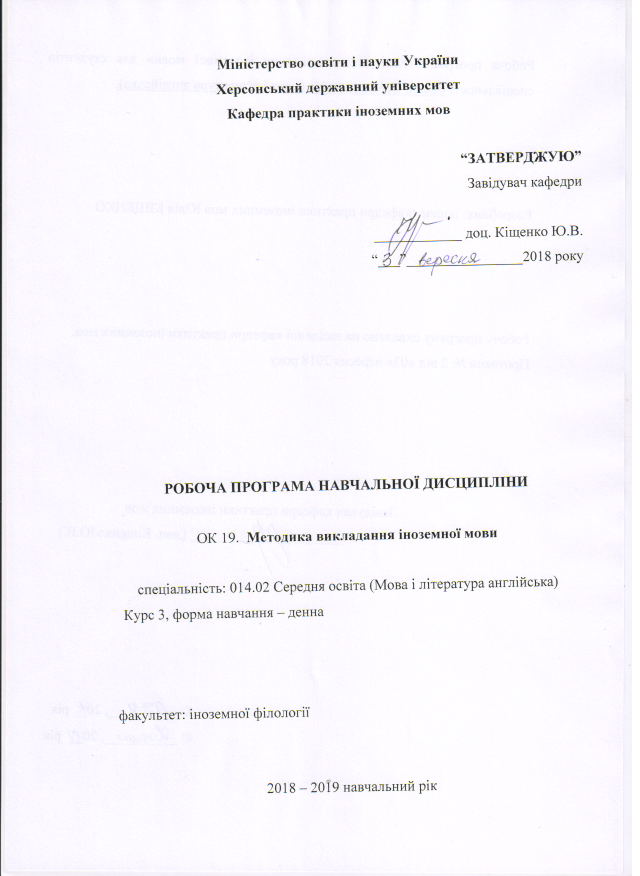 Міністерство освіти і науки України
Херсонський державний університет
Кафедра практики іноземних мов
“ЗАТВЕРДЖУЮ”
Завідувач кафедри
доц. Кіщенко Ю.В.
“ 3 ” вересня 2018 року
РОБОЧА ПРОГРАМА НАВЧАЛЬНОЇ ДИСЦИПЛІНИ
ОК 19. Методика викладання іноземної мови
спеціальність: 014.02 Середня освіта (Мова і література англійська)
Курс 3, форма навчання – денна
факультет: іноземної філології
2018 – 2019 навчальний рік